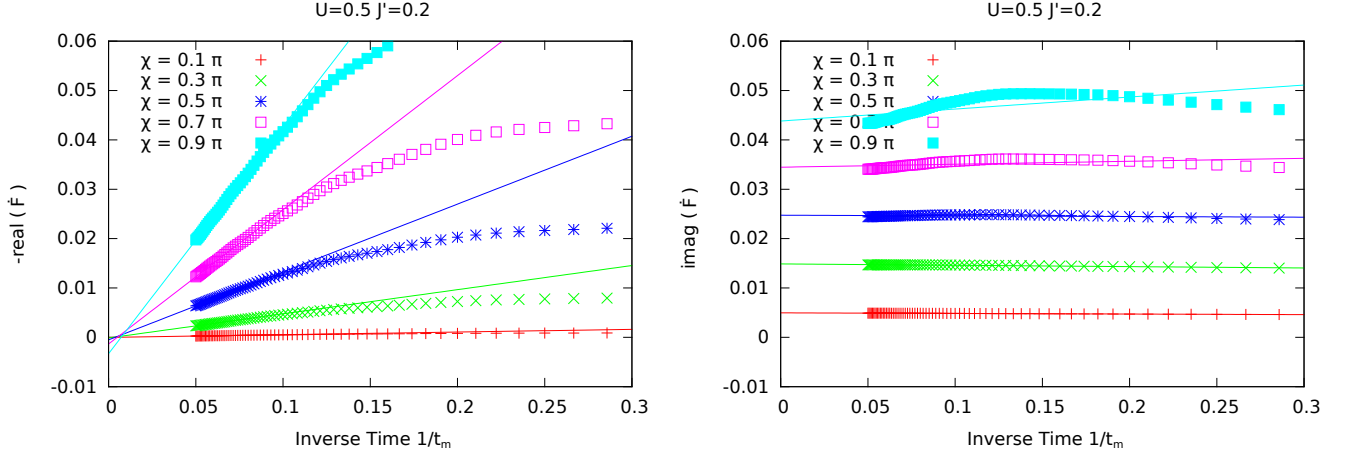 U=0.5 J'=0.2
0.06
0.05
0.04
0.03
0.02
0.01
0
-0.01
-real ( Ḟ )
χ = 0.1 π
χ = 0.3 π
χ = 0.5 π
χ = 0.7 π
χ = 0.9 π
0 0.05 0.1 0.15 0.2 0.25 0.3
Inverse Time 1/tm
U=0.5 J'=0.2
0.06
0.05
0.04
0.03
0.02
0.01
0
-0.01
imag ( Ḟ )
χ = 0.1 π
χ = 0.3 π
χ = 0.5 π
χ = 0.7 π
χ = 0.9 π
0 0.05 0.1 0.15 0.2 0.25 0.3
Inverse Time 1/tm